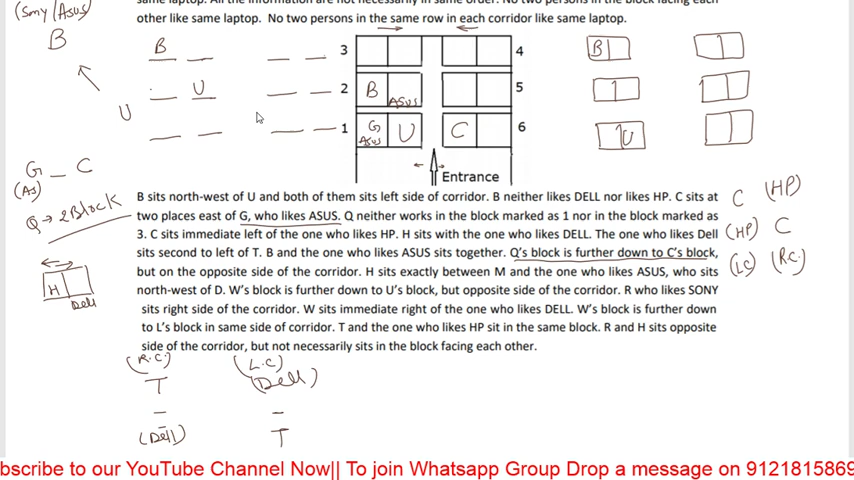 same laptop. All the information are not necessarily in same order. No two persons in the block facing each
other like same laptop. No two persons in the same row in each corridor like same laptop.
(Sony/Asus)
B
U
B
U
3
4
2
B
ASUS
5
1
G
ASUS
U
C
6
Entrance
B
U
G _ C
(AS)
Q → 2Block
H
Dell
B sits north-west of U and both of them sits left side of corridor. B neither likes DELL nor likes HP. C sits at
two places east of G, who likes ASUS. Q neither works in the block marked as 1 nor in the block marked as
3. C sits immediate left of the one who likes HP. H sits with the one who likes DELL. The one who likes Dell
sits second to left of T. B and the one who likes ASUS sits together. Q's block is further down to C's block,
but on the opposite side of the corridor. H sits exactly between M and the one who likes ASUS, who sits
north-west of D. W's block is further down to U's block, but opposite side of the corridor. R who likes SONY
sits right side of the corridor. W sits immediate right of the one who likes DELL. W's block is further down
to L's block in same side of corridor. T and the one who likes HP sit in the same block. R and H sits opposite
side of the corridor, but not necessarily sits in the block facing each other.
C (HP)
(HP) C
(LC) (R.C.)
(R.C.) (L.C)
T (Dell)
(Dell) T
bscribe to our YouTube Channel Now|| To join Whatsapp Group Drop a message on 9121815869